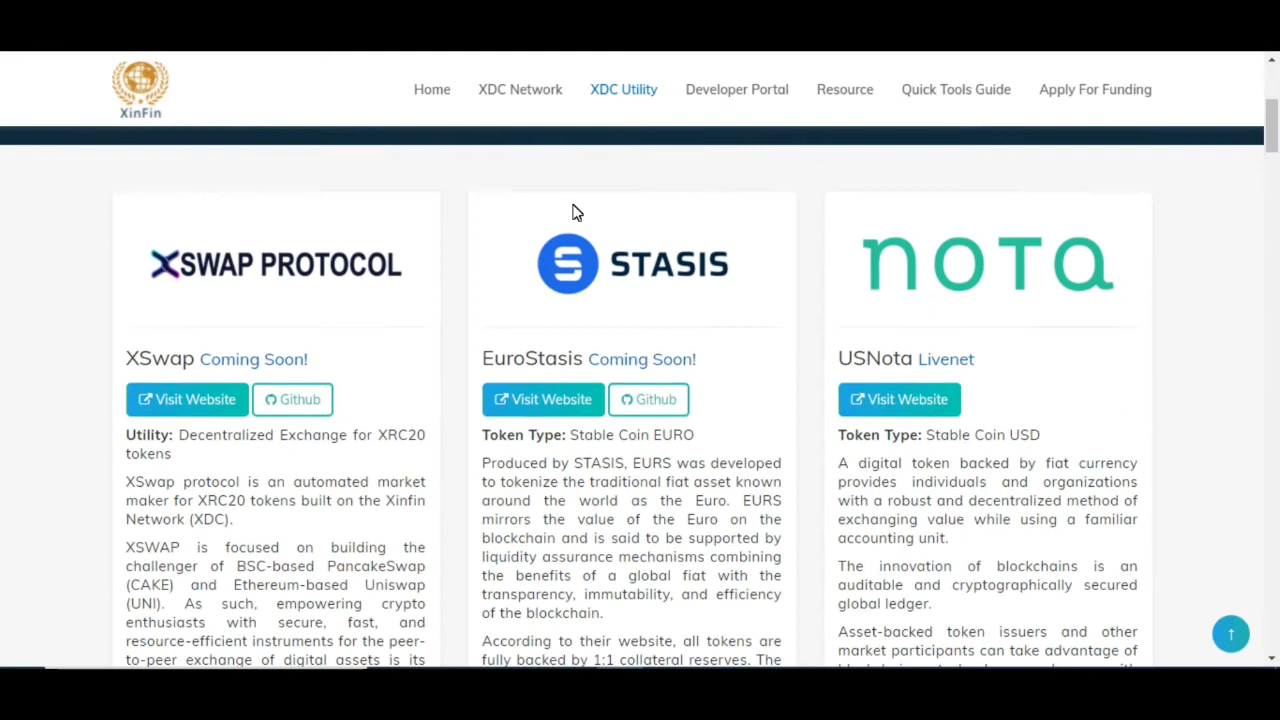 XinFin
Home XDC Network XDC Utility Developer Portal Resource Quick Tools Guide Apply For Funding
XSWAP PROTOCOL
XSwap Coming Soon!
Visit Website Github
Utility: Decentralized Exchange for XRC20
tokens
XSwap protocol is an automated market
maker for XRC20 tokens built on the Xinfin
Network (XDC).
XSWAP is focused on building the
challenger of BSC-based PancakeSwap
(CAKE) and Ethereum-based Uniswap
(UNI). As such, empowering crypto
enthusiasts with secure, fast, and
resource-efficient instruments for the peer-
to-peer exchange of digital assets is its
STASIS
EuroStasis Coming Soon!
Visit Website Github
Token Type: Stable Coin EURO
Produced by STASIS, EURS was developed
to tokenize the traditional fiat asset known
around the world as the Euro. EURS
mirrors the value of the Euro on the
blockchain and is said to be supported by
liquidity assurance mechanisms combining
the benefits of a global fiat with the
transparency, immutability, and efficiency
of the blockchain.
According to their website, all tokens are
fully backed by 1:1 collateral reserves. The
nota
USNota Livenet
Visit Website
Token Type: Stable Coin USD
A digital token backed by fiat currency
provides individuals and organizations
with a robust and decentralized method of
exchanging value while using a familiar
accounting unit.
The innovation of blockchains is an
auditable and cryptographically secured
global ledger.
Asset-backed token issuers and other
market participants can take advantage of